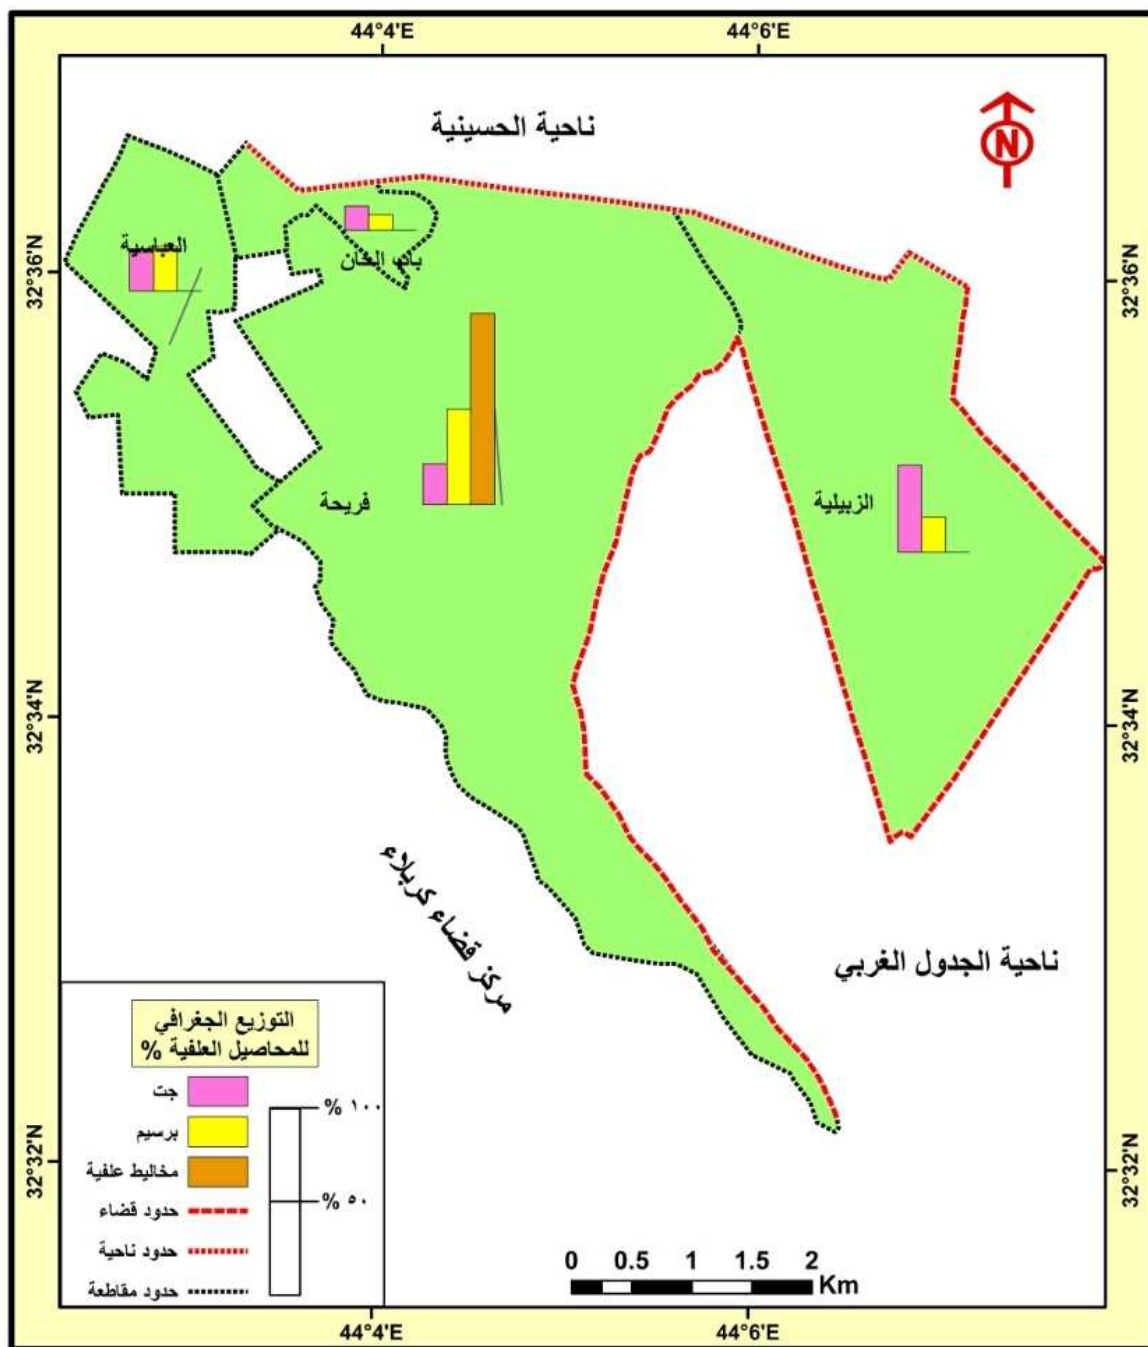 44°4'E
44°6'E
ناحية الحسينية
N
32°36'N
العباسية
باب الخان
32°36'N
فريحة
الزبيلية
32°34'N
32°34'N
مركز قضاء كربلاء
ناحية الجدول الغربي
التوزيع الجغرافي
للمحاصيل العلفية %
جت
برسيم
مخاليط علفية
حدود قضاء
حدود ناحية
حدود مقاطعة
١٠٠ %
٥٠ %
32°32'N
32°32'N
0 0.5 1 1.5 2
Km
44°4'E
44°6'E